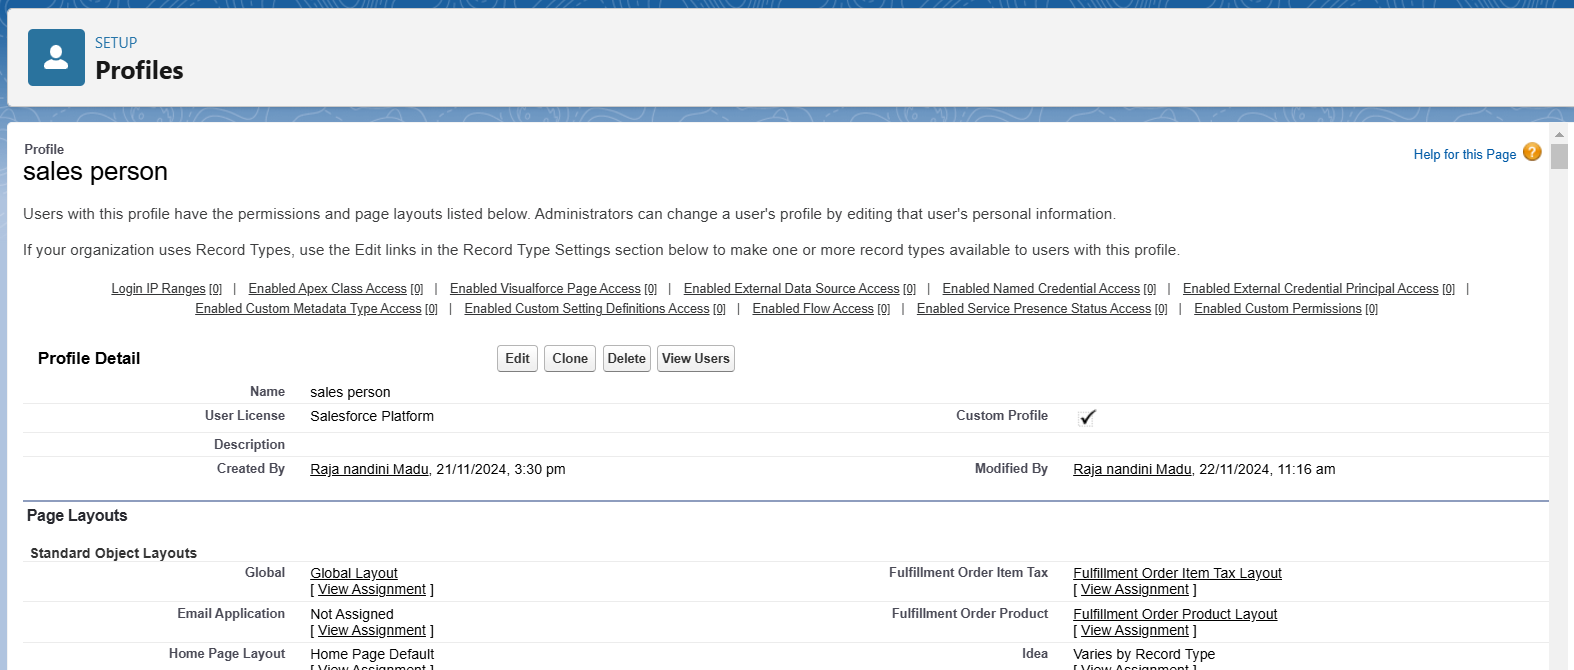 SETUP
Profiles
Profile
sales person
Help for this Page ?
Users with this profile have the permissions and page layouts listed below. Administrators can change a user's profile by editing that user's personal information.
If your organization uses Record Types, use the Edit links in the Record Type Settings section below to make one or more record types available to users with this profile.
Login IP Ranges [0] | Enabled Apex Class Access [0] | Enabled Visualforce Page Access [0] | Enabled External Data Source Access [0] | Enabled Named Credential Access [0] | Enabled External Credential Principal Access [0] |
Enabled Custom Metadata Type Access [0] | Enabled Custom Setting Definitions Access [0] | Enabled Flow Access [0] | Enabled Service Presence Status Access [0] | Enabled Custom Permissions [0]
Profile Detail Edit Clone Delete View Users
Name sales person
User License Salesforce Platform Custom Profile
Description
Created By Raja nandini Madu, 21/11/2024, 3:30 pm Modified By Raja nandini Madu, 22/11/2024, 11:16 am
Page Layouts
Standard Object Layouts
Global Global Layout Fulfillment Order Item Tax Fulfillment Order Item Tax Layout
[ View Assignment ] [ View Assignment ]
Email Application Not Assigned Fulfillment Order Product Fulfillment Order Product Layout
[ View Assignment ] [ View Assignment ]
Home Page Layout Home Page Default Idea Varies by Record Type
[ View Assignment ] [ View Assignment ]